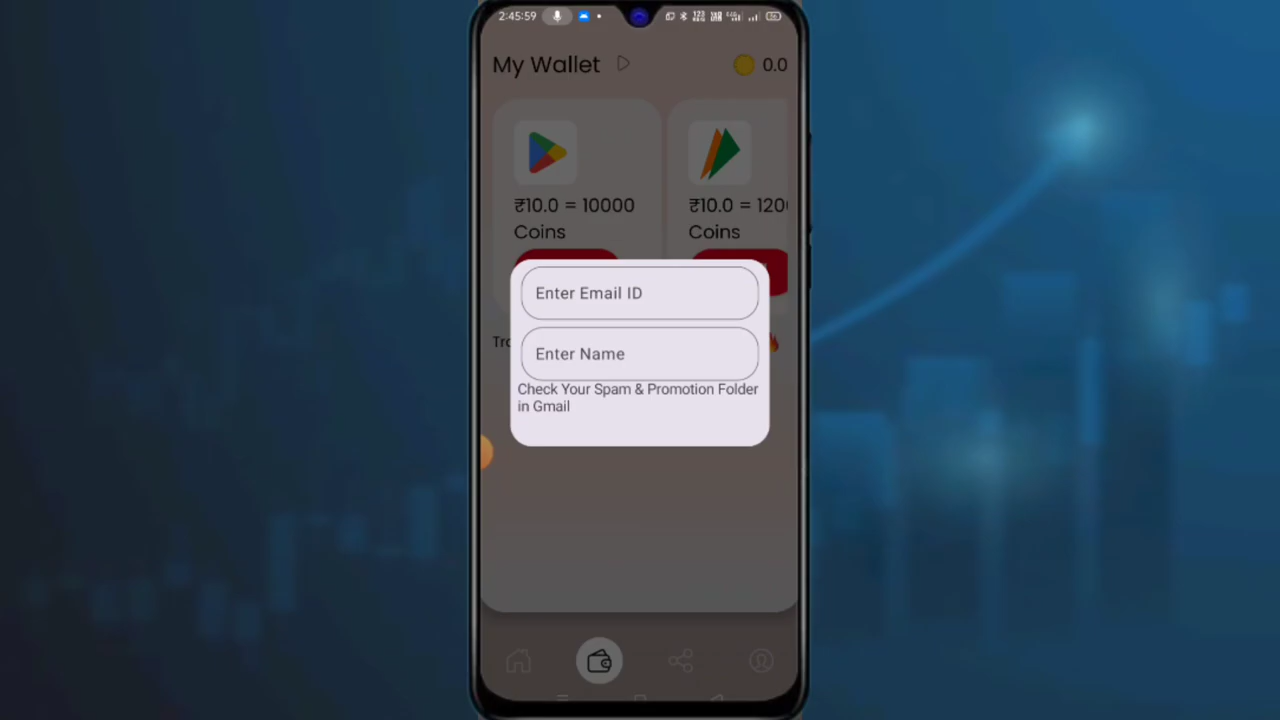 2:45:59
My Wallet
0.0
₹10.0 = 10000
Coins
₹10.0 = 120
Coins
Enter Email ID
Enter Name
Check Your Spam & Promotion Folder
in Gmail